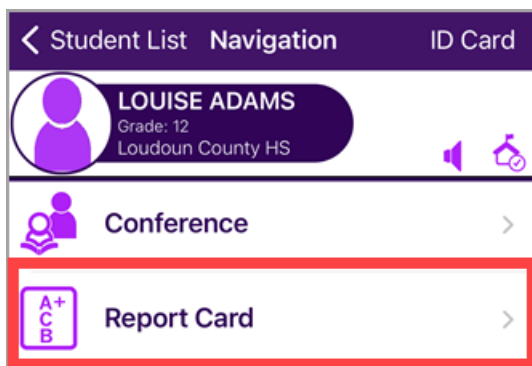 Student List Navigation ID Card
LOUISE ADAMS
Grade: 12
Loudoun County HS
Conference
A+
C
B
Report Card